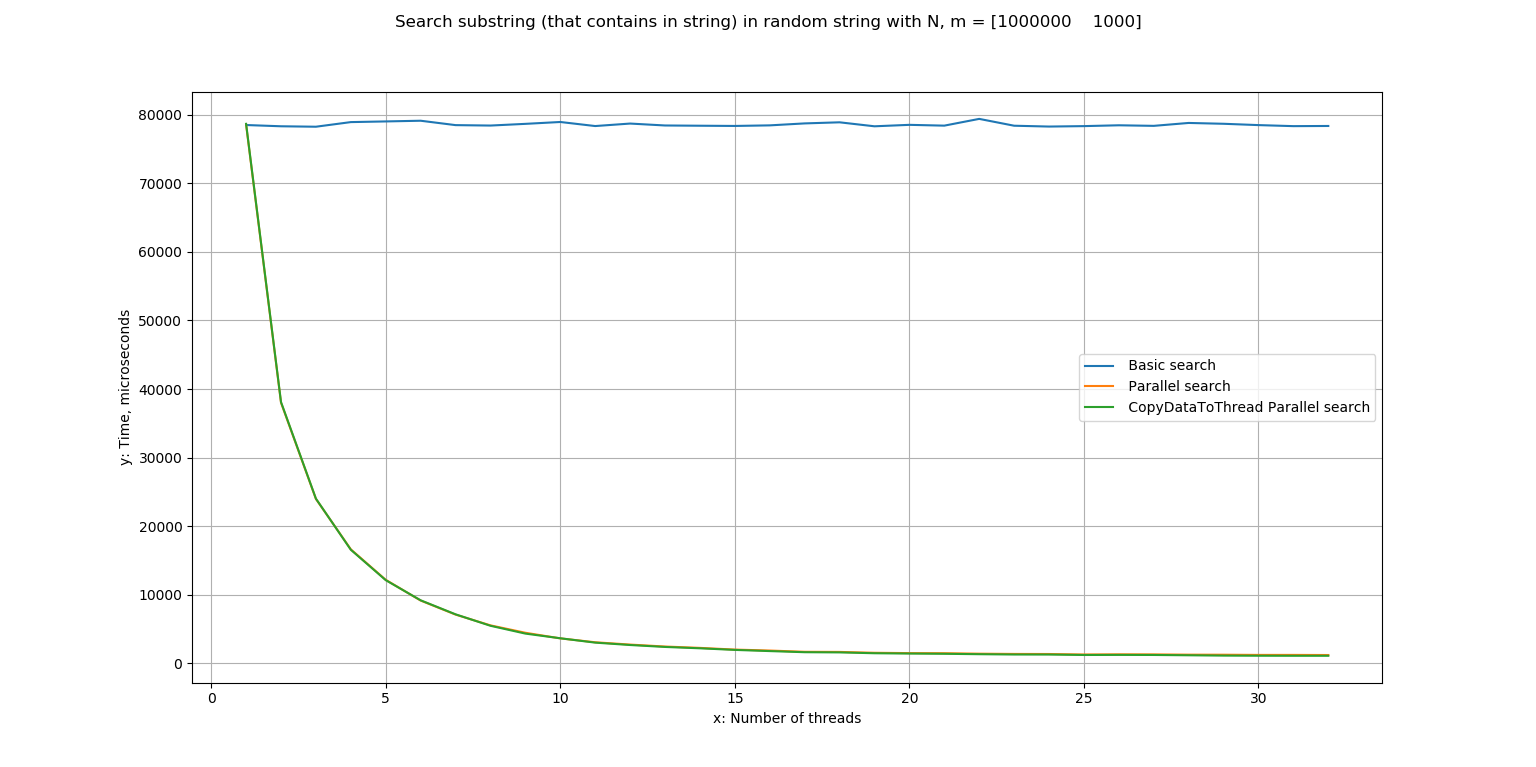 Search substring (that contains in string) in random string with N, m = [1000000    1000]
80000
70000
60000
50000
40000
30000
20000
10000
0
y: Time, microseconds
Basic search
Parallel search
CopyDataToThread Parallel search
0 5 10 15 20 25 30
x: Number of threads